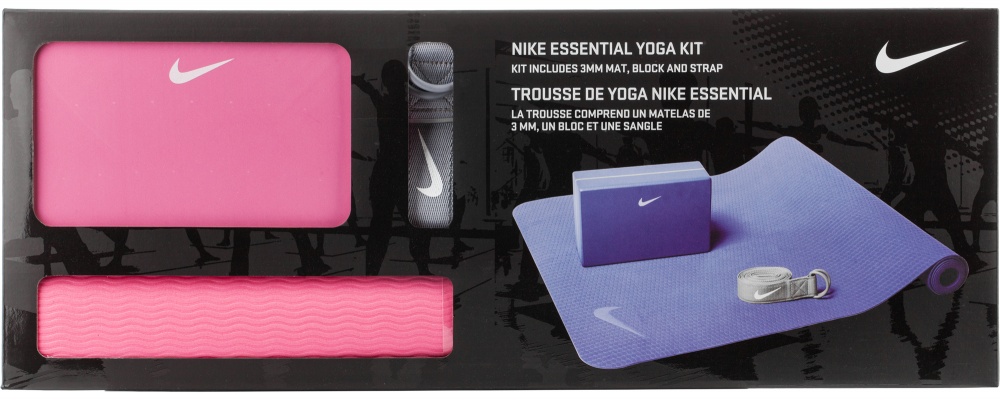 NIKE ESSENTIAL YOGA KIT
KIT INCLUDES 3MM MAT, BLOCK AND STRAP
TROUSSE DE YOGA NIKE ESSENTIAL
LA TROUSSE COMPREND UN MATELAS DE
3 MM, UN BLOC ET UNE SANGLE